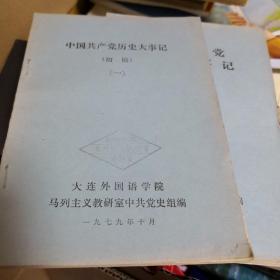 中国共产党历史大事记
（初稿）
（一）
大连外国语学院
马列主义教研室中共党史组编
一九七九年十月
党
事记